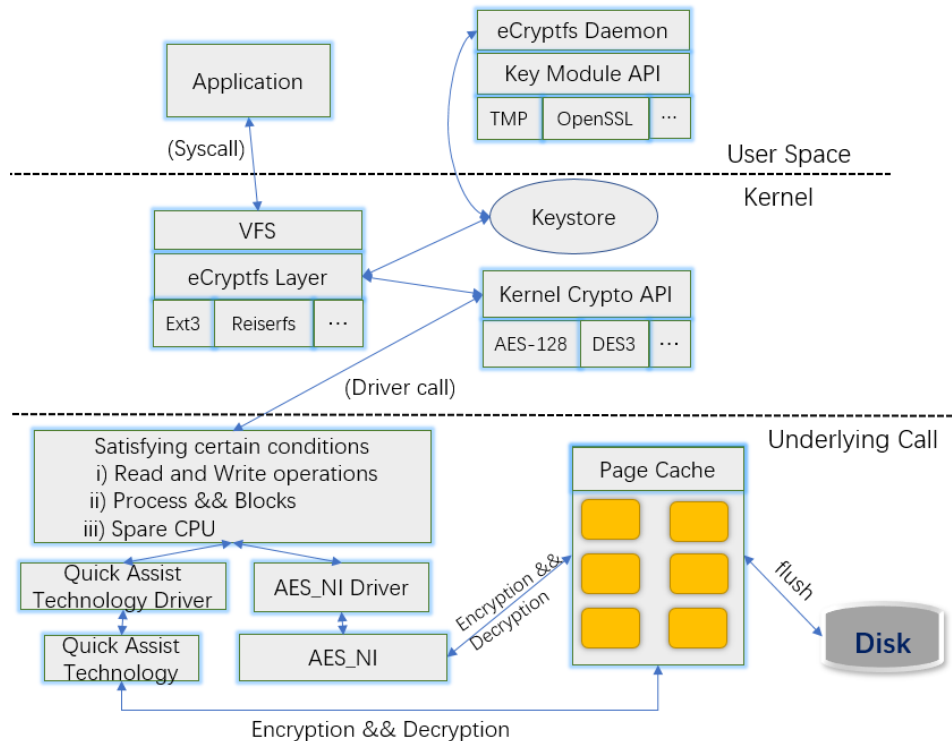 eCryptfs Daemon
Application
Key Module API
TMP
OpenSSL
...
(Syscall)
User Space
Kernel
Keystore
VFS
eCryptfs Layer
Kernel Crypto API
Ext3
Reiserfs
...
AES-128
DES3
...
(Driver call)
Underlying Call
Satisfying certain conditions
i) Read and Write operations
ii) Process && Blocks
iii) Spare CPU
Page Cache
Quick Assist
Technology Driver
AES_NI Driver
Encryption &&
Decryption
flush
Quick Assist
Technology
AES_NI
Disk
Encryption && Decryption